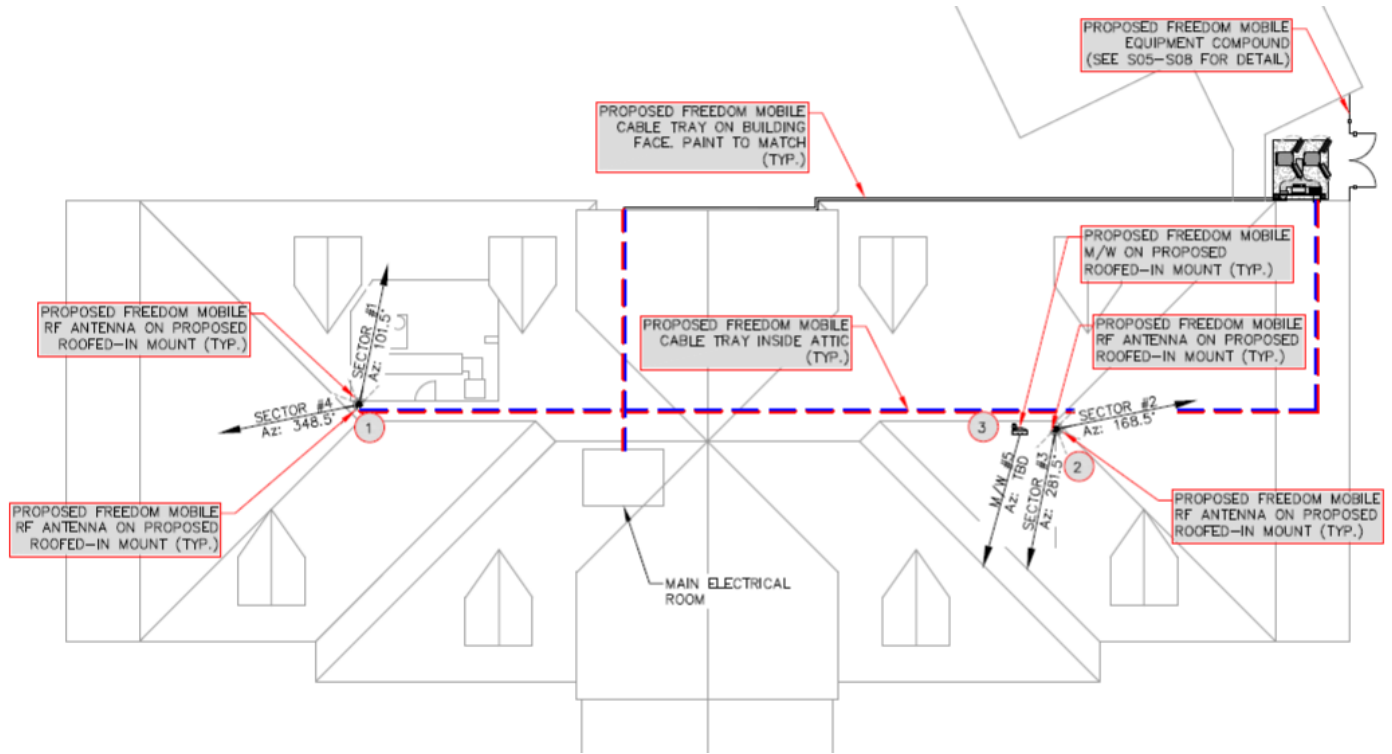 PROPOSED FREEDOM MOBILE
EQUIPMENT COMPOUND
(SEE S05-S08 FOR DETAIL)
PROPOSED FREEDOM MOBILE
CABLE TRAY ON BUILDING
FACE. PAINT TO MATCH
(TYP.)
PROPOSED FREEDOM MOBILE
M/W ON PROPOSED
ROOFED-IN MOUNT (TYP.)
PROPOSED FREEDOM MOBILE
RF ANTENNA ON PROPOSED
ROOFED-IN MOUNT (TYP.)
SECTOR #1
Az: 101.5°
PROPOSED FREEDOM MOBILE
CABLE TRAY INSIDE ATTIC
(TYP.)
PROPOSED FREEDOM MOBILE
RF ANTENNA ON PROPOSED
ROOFED-IN MOUNT (TYP.)
SECTOR #4
Az: 348.5°
1
3
SECTOR #2
Az: 168.5°
2
M/W #5
Az: TBD
SECTOR #3
Az: 281.5°
PROPOSED FREEDOM MOBILE
RF ANTENNA ON PROPOSED
ROOFED-IN MOUNT (TYP.)
PROPOSED FREEDOM MOBILE
RF ANTENNA ON PROPOSED
ROOFED-IN MOUNT (TYP.)
MAIN ELECTRICAL
ROOM